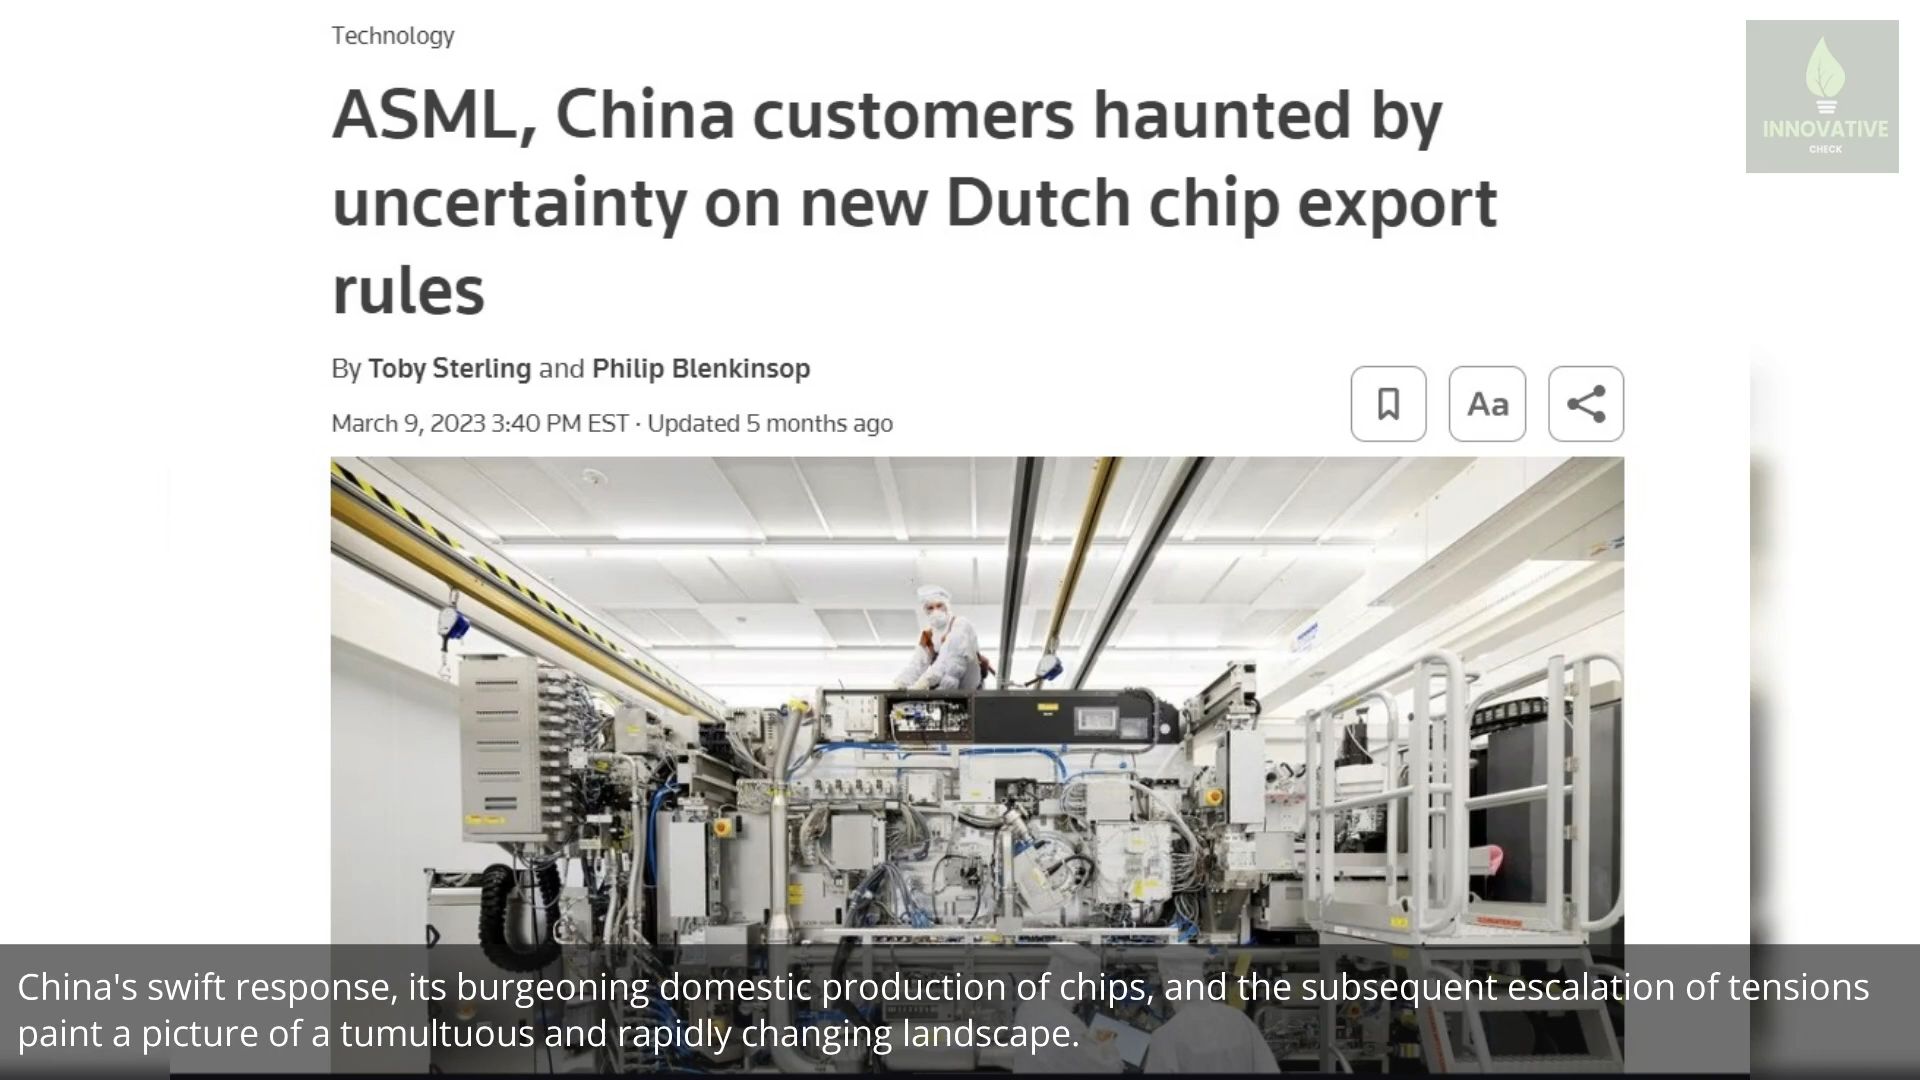 Technology
ASML, China customers haunted by
uncertainty on new Dutch chip export
rules
By Toby Sterling and Philip Blenkinsop
March 9, 2023 3:40 PM EST · Updated 5 months ago
Aa
INNOVATIVE
CHECK
China's swift response, its burgeoning domestic production of chips, and the subsequent escalation of tensions
paint a picture of a tumultuous and rapidly changing landscape.